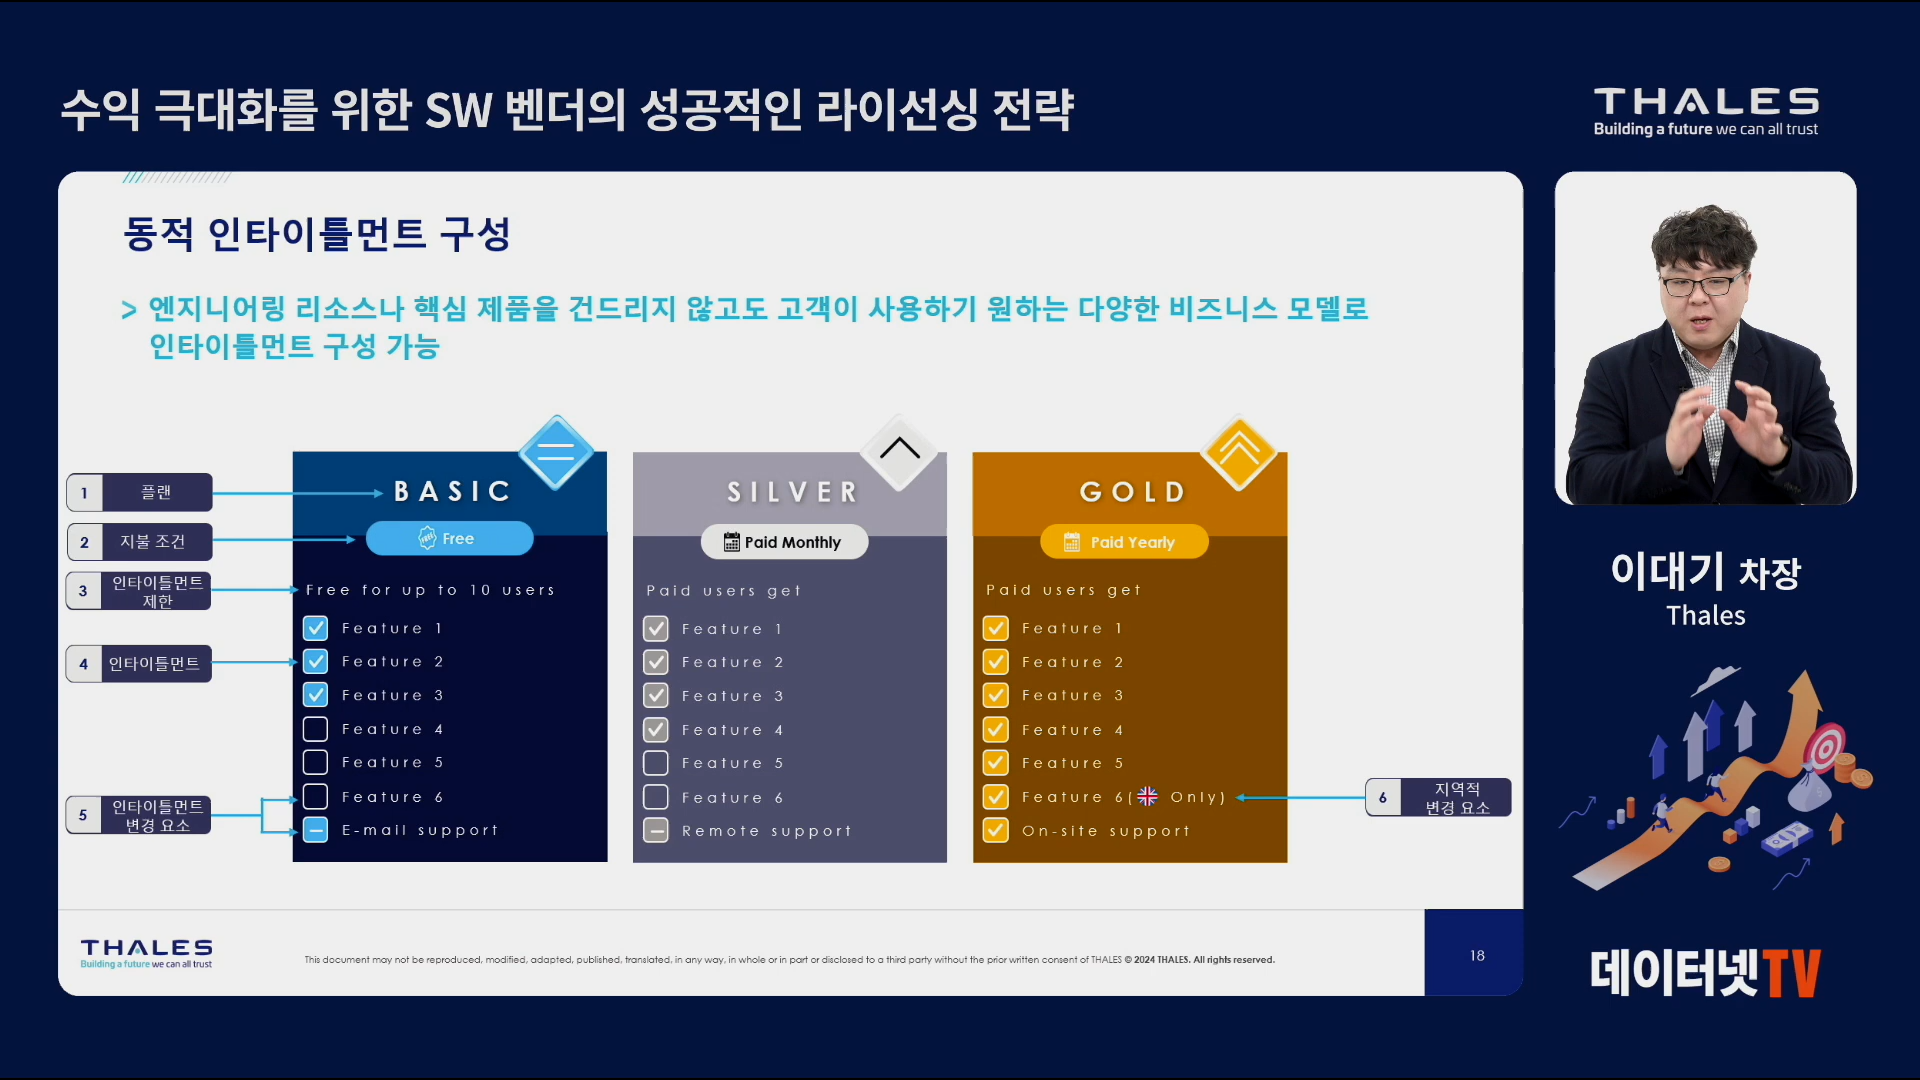 수익 극대화를 위한 SW 벤더의 성공적인 라이선싱 전략
THALES
Building a future we can all trust
동적 인타이틀먼트 구성
> 엔지니어링 리소스나 핵심 제품을 건드리지 않고도 고객이 사용하기 원하는 다양한 비즈니스 모델로
인타이틀먼트 구성 가능
1 플랜
2 지불 조건
3 인타이틀먼트
제한
4 인타이틀먼트
5 인타이틀먼트
변경 요소
BASIC
FREE Free
Free for up to 10 users
Feature 1
Feature 2
Feature 3
Feature 4
Feature 5
Feature 6
E-mail support
SILVER
Paid Monthly
Paid users get
Feature 1
Feature 2
Feature 3
Feature 4
Feature 5
Feature 6
Remote support
GOLD
Paid Yearly
Paid users get
Feature 1
Feature 2
Feature 3
Feature 4
Feature 5
Feature 6( Only)
On-site support
6 지역적
변경 요소
이대기 차장
Thales
THALES
Building a future we can all trust
This document may not be reproduced, modified, adapted, published, translated, in any way, in whole or in part or disclosed to a third party without the prior written consent of THALES © 2024 THALES. All rights reserved.
18
데이터넷TV